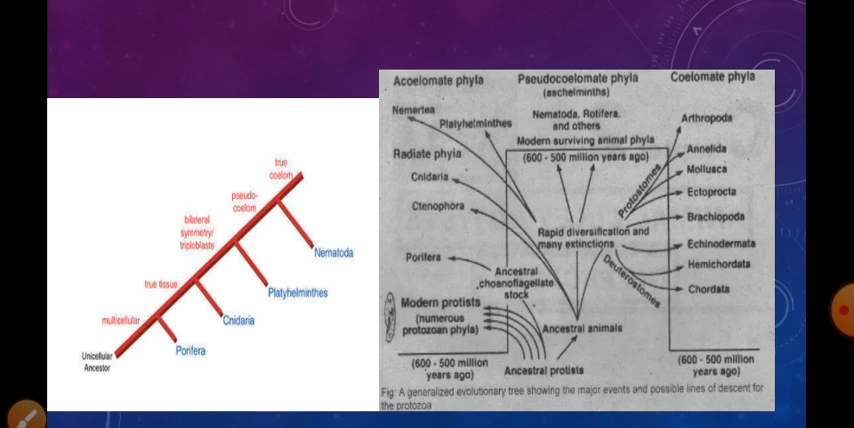 true
coelom
pseudo-
coelom
bilateral
symmetry/
triploblasts
Nematoda
true tissue
Platyhelminthes
multicellular
Cnidaria
Unicellular
Ancestor
Porifera
Acoelomate phyla
Pseudocoelomate phyla
(aschelminths)
Coelomate phyla
Nemertea
Platyhelminthes
Nematoda, Rotifera,
and others
Arthropoda
Modern surviving animal phyla
(600 - 500 million years ago)
Radiate phyia
Annelida
Mollusca
Cnidaria
Protostomes
Ectoprocta
Ctenophora
Brachiopoda
Rapid diversification and
many extinctions
Echinodermata
Porifera
Deuterostomes
Hemichordata
Ancestral
choanoflagellate
stock
Chordata
Modern protists
(numerous
protozoan phyla)
Ancestral animals
(600 - 500 million
years ago)
Ancestral protists
(600 - 500 million
years ago)
Fig: A generalized evolutionary tree showing the major events and possible lines of descent for
the protozoa